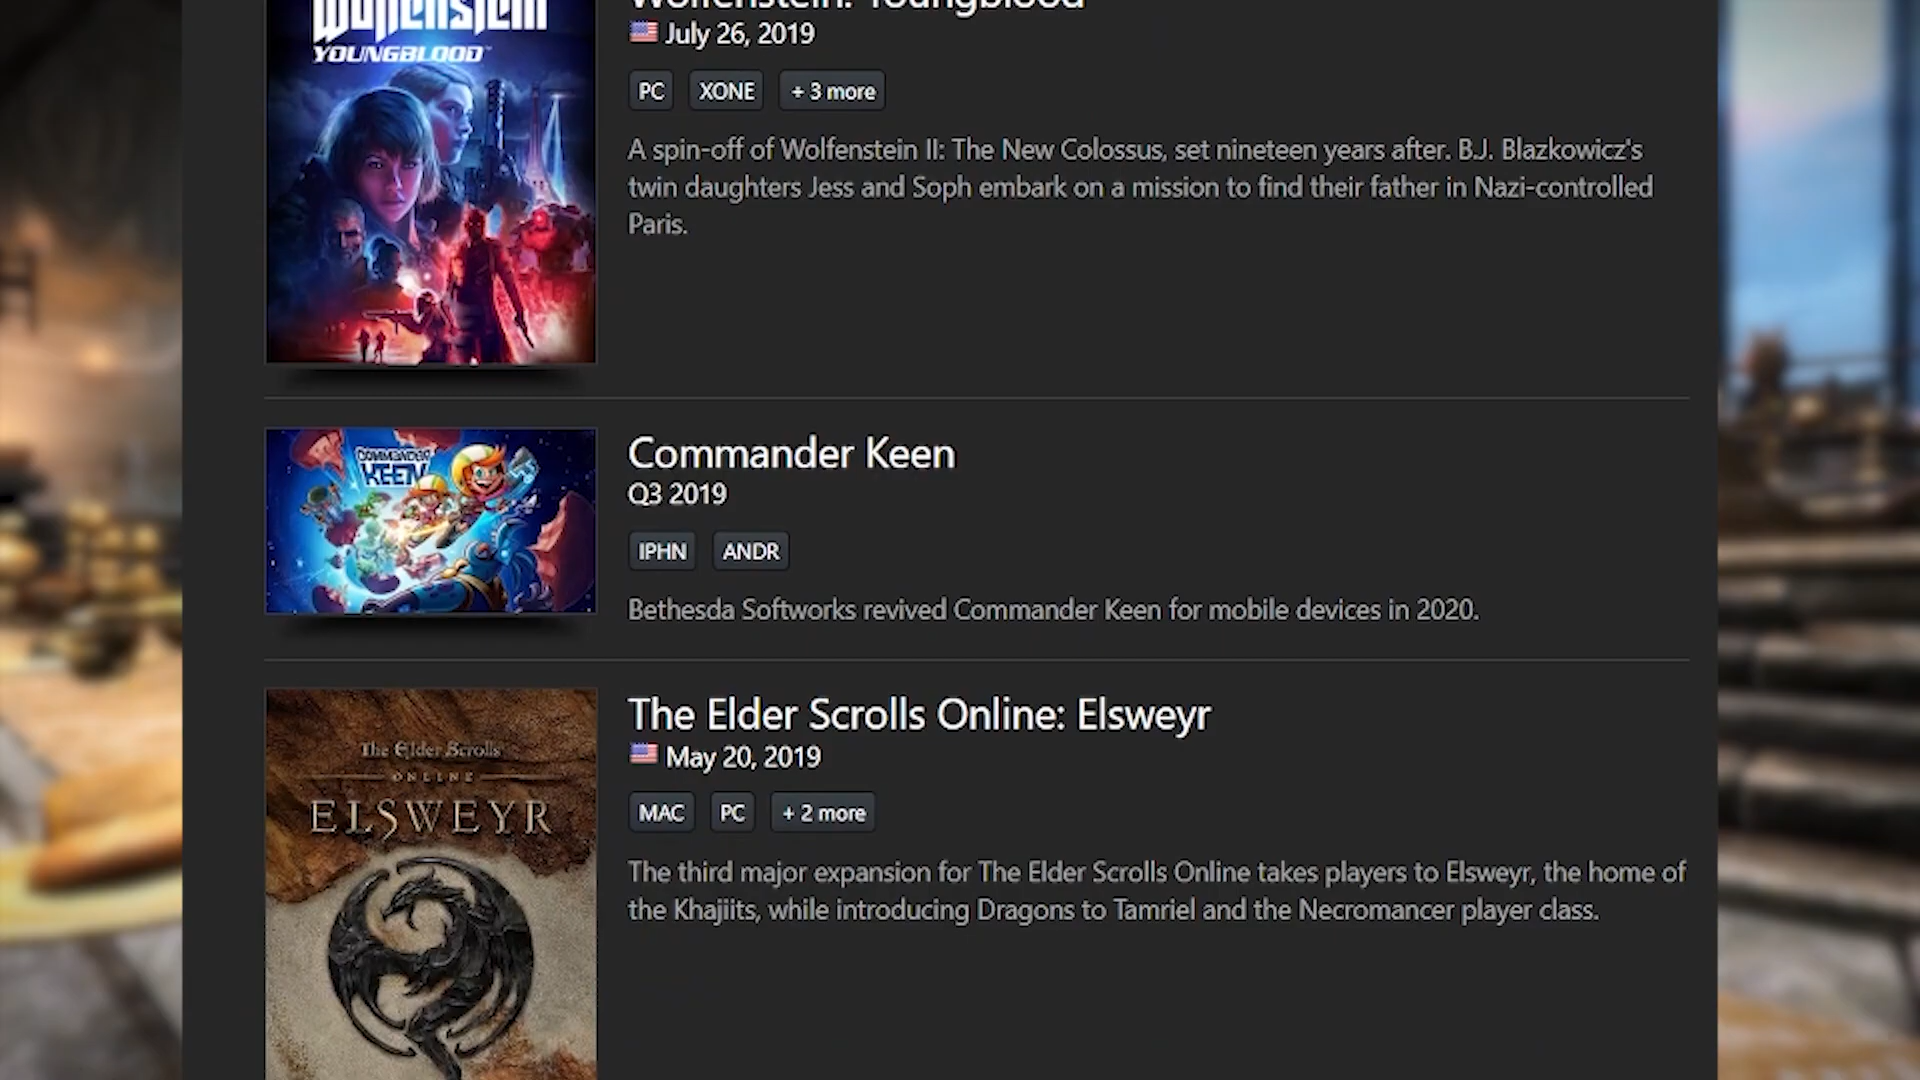 Wolfenstein
YOUNGBLOOD
Wolfenstein: Youngblood
July 26, 2019
PC XONE + 3 more
A spin-off of Wolfenstein II: The New Colossus, set nineteen years after. B.J. Blazkowicz's
twin daughters Jess and Soph embark on a mission to find their father in Nazi-controlled
Paris.
COMMANDER
KEEN
Commander Keen
Q3 2019
IPHN ANDR
Bethesda Softworks revived Commander Keen for mobile devices in 2020.
The Elder Scrolls
ONLINE
ELSWEYR
The Elder Scrolls Online: Elsweyr
May 20, 2019
MAC PC + 2 more
The third major expansion for The Elder Scrolls Online takes players to Elsweyr, the home of
the Khajiits, while introducing Dragons to Tamriel and the Necromancer player class.